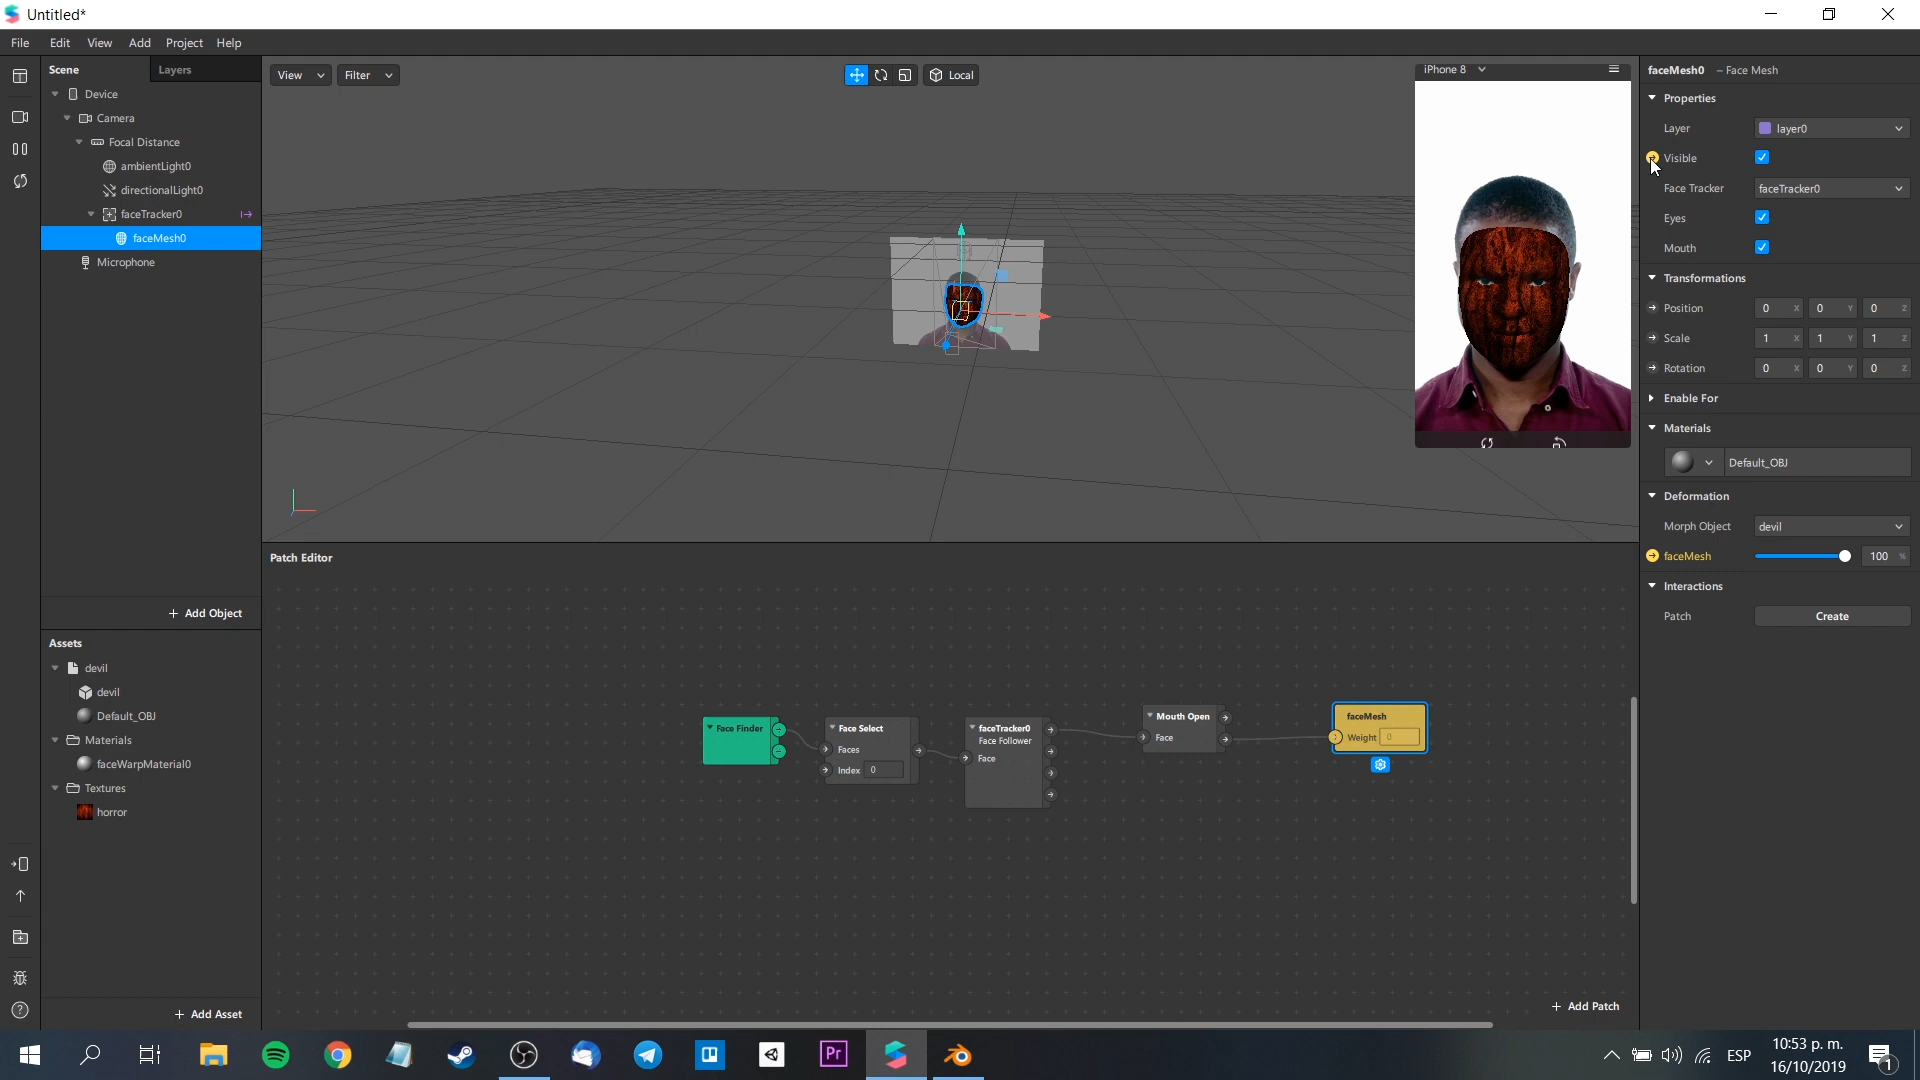 Untitled*
File Edit View Add Project Help
Scene Layers
Device
Camera
Focal Distance
ambientLight0
directionalLight0
faceTracker0
faceMesh0
Microphone
+ Add Object
Assets
devil
devil
Default_OBJ
Materials
faceWarpMaterial0
Textures
horror
+ Add Asset
View Filter
Local
iPhone 8
Patch Editor
Face Finder
Face Select
Faces
Index 0
faceTracker0
Face Follower
Face
Mouth Open
Face
faceMesh
Weight 0
+ Add Patch
faceMesh0 – Face Mesh
Properties
Layer layer0
Visible
Face Tracker faceTracker0
Eyes
Mouth
Transformations
Position 0 X 0 Y 0 Z
Scale 1 X 1 Y 1 Z
Rotation 0 X 0 Y 0 Z
Enable For
Materials
Default_OBJ
Deformation
Morph Object devil
faceMesh 100 %
Interactions
Patch Create
Pr
ESP
10:53 p. m.
16/10/2019
1